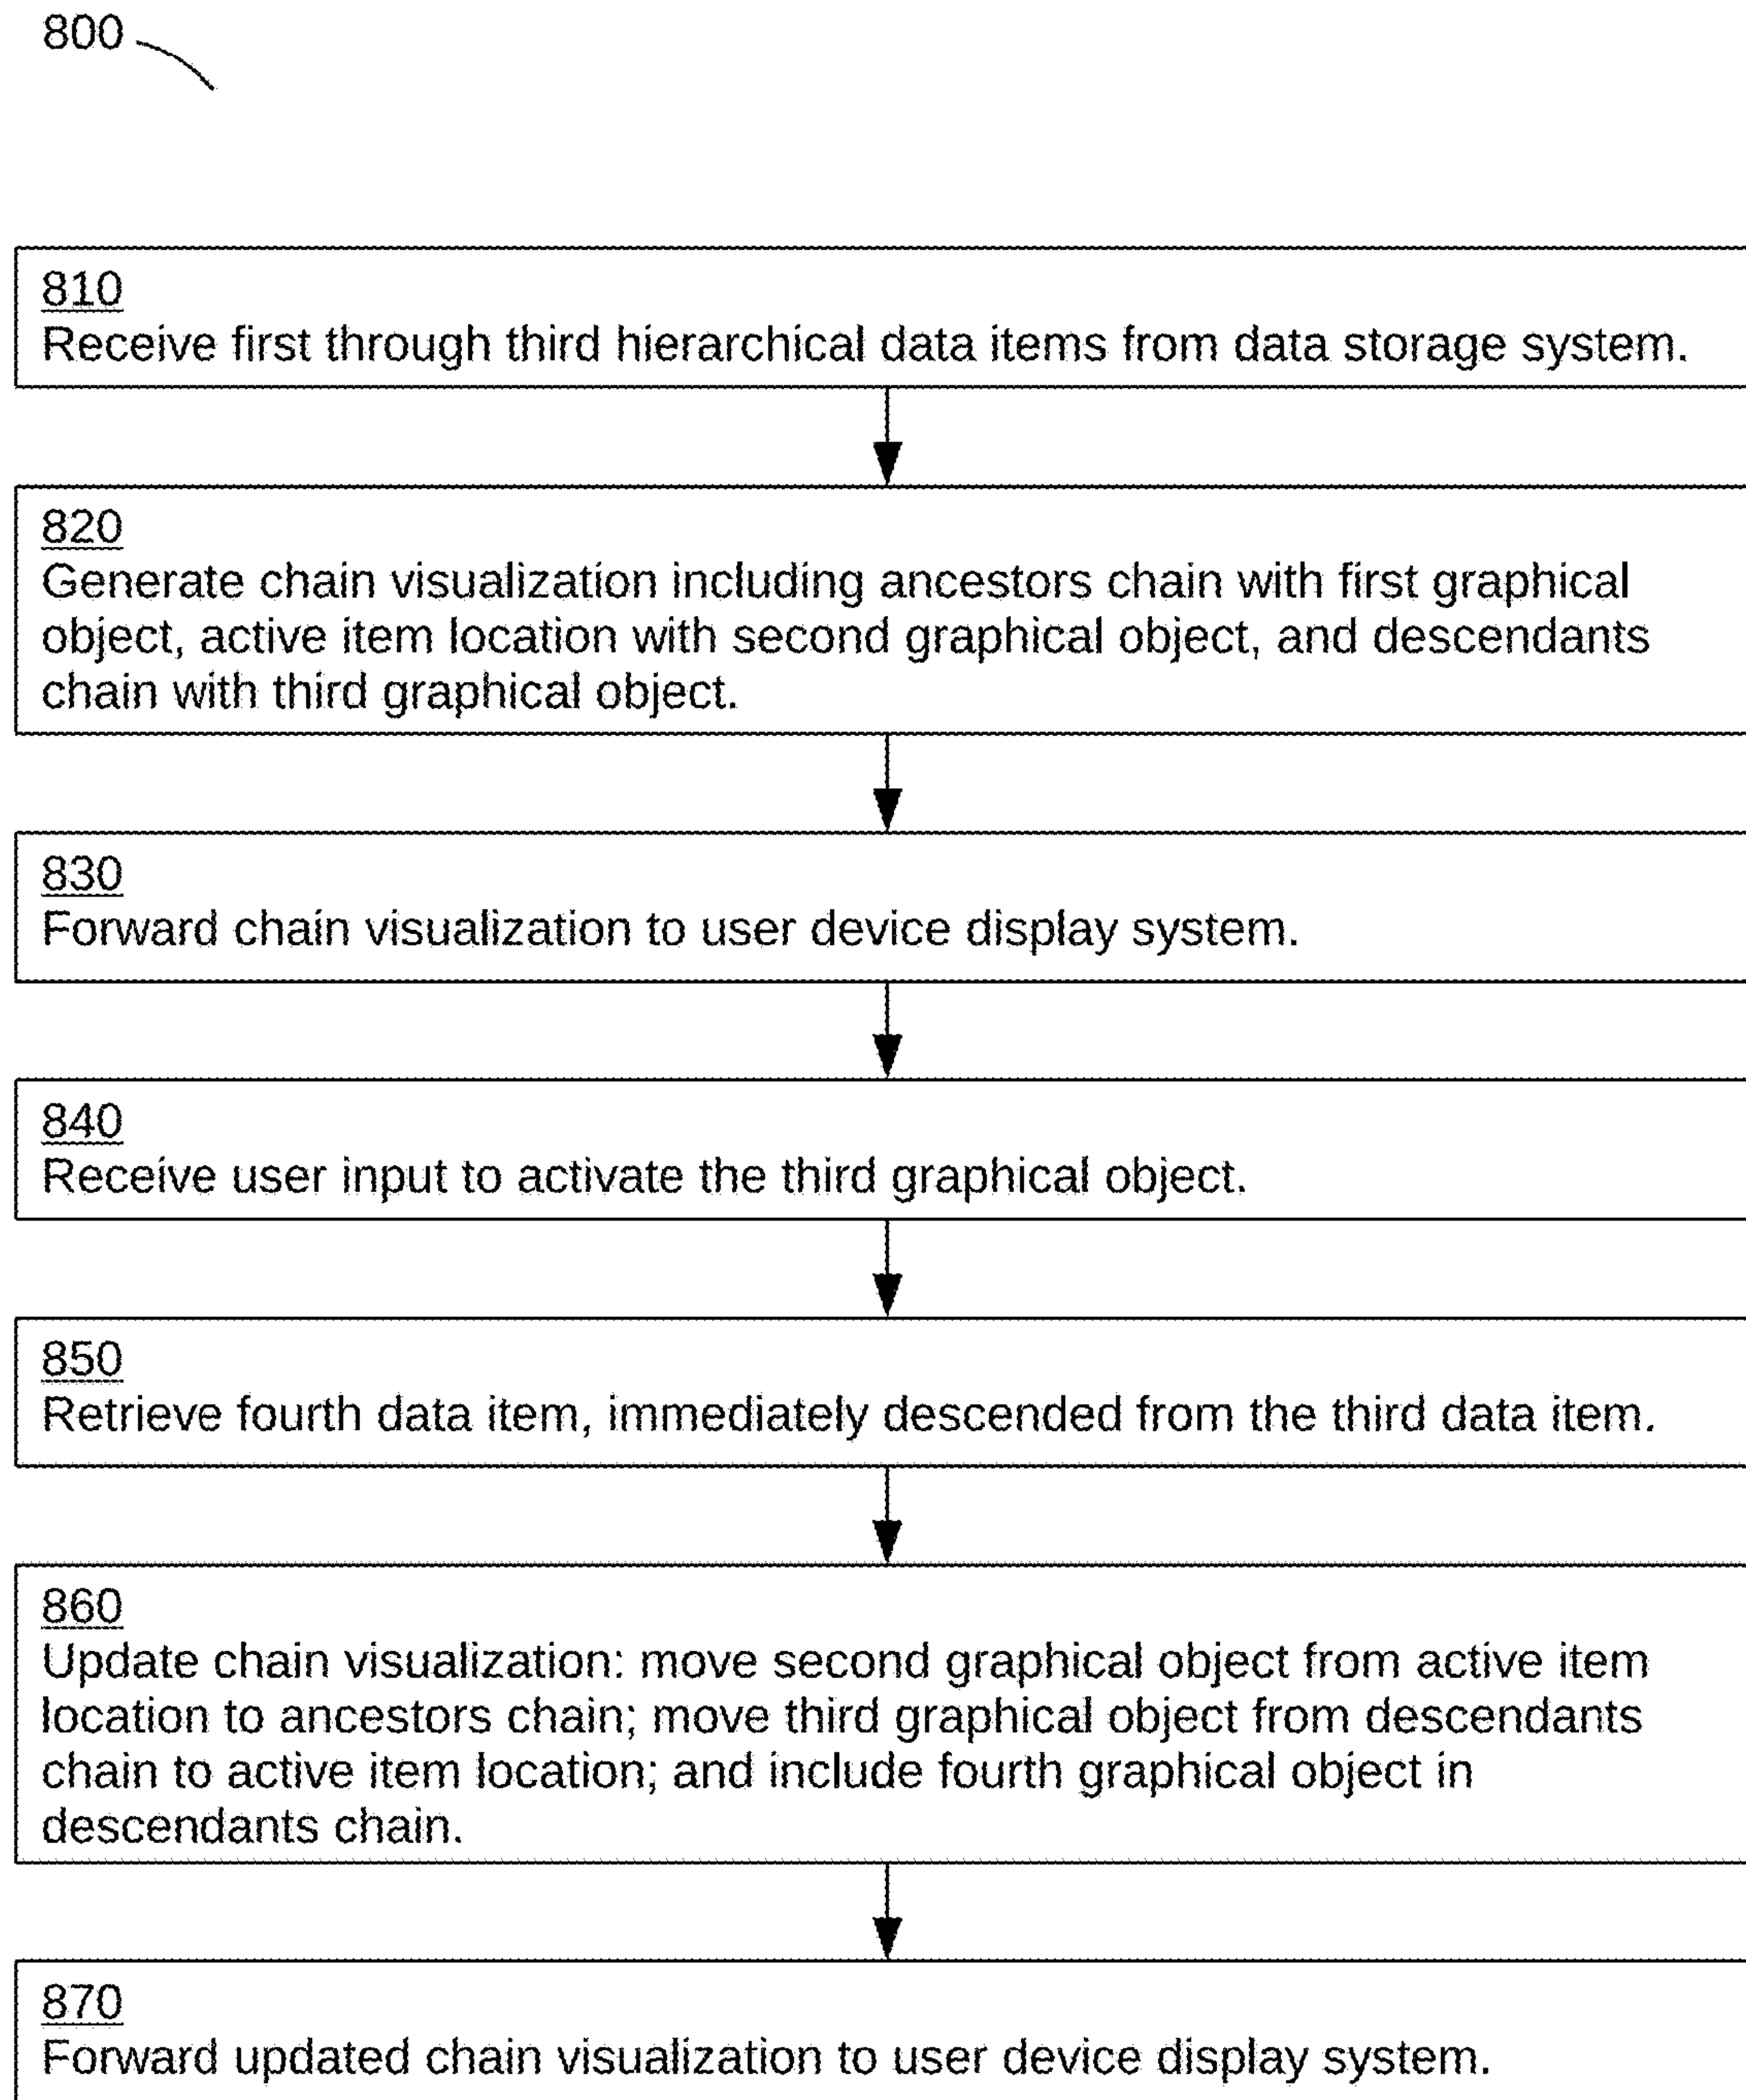 800
810
Receive first through third hierarchical data items from data storage system.
820
Generate chain visualization including ancestors chain with first graphical
object, active item location with second graphical object, and descendants
chain with third graphical object.
830
Forward chain visualization to user device display system.
840
Receive user input to activate the third graphical object.
850
Retrieve fourth data item, immediately descended from the third data item.
860
Update chain visualization: move second graphical object from active item
location to ancestors chain; move third graphical object from descendants
chain to active item location; and include fourth graphical object in
descendants chain.
870
Forward updated chain visualization to user device display system.